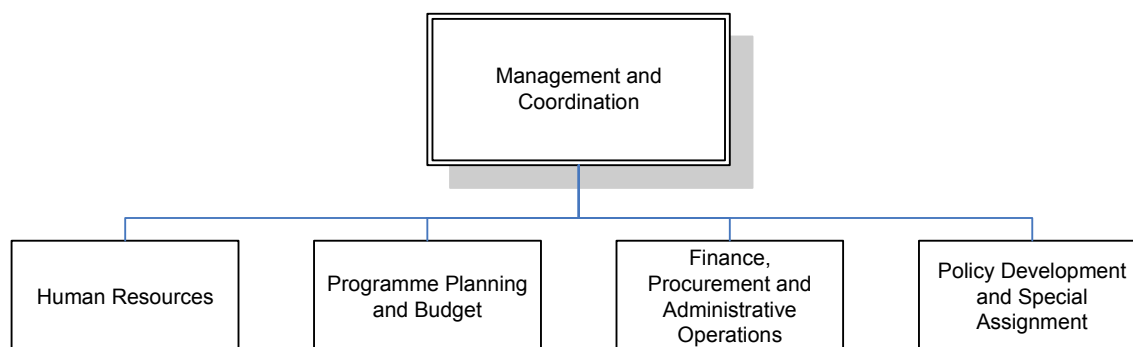 Management and
Coordination
Human Resources
Programme Planning
and Budget
Finance,
Procurement and
Administrative
Operations
Policy Development
and Special
Assignment